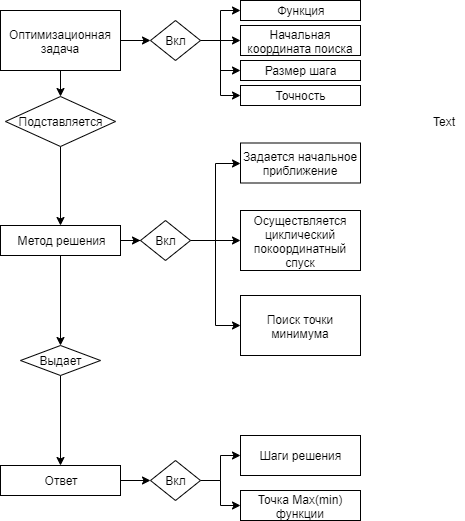 Оптимизационная
задача
Вкл
Функция
Начальная
координата поиска
Размер шага
Точность
Подставляется
Text
Метод решения
Вкл
Задается начальное
приближение
Осуществляется
циклический
покоординатный
спуск
Поиск точки
минимума
Выдает
Ответ
Вкл
Шаги решения
Точка Max(min)
функции